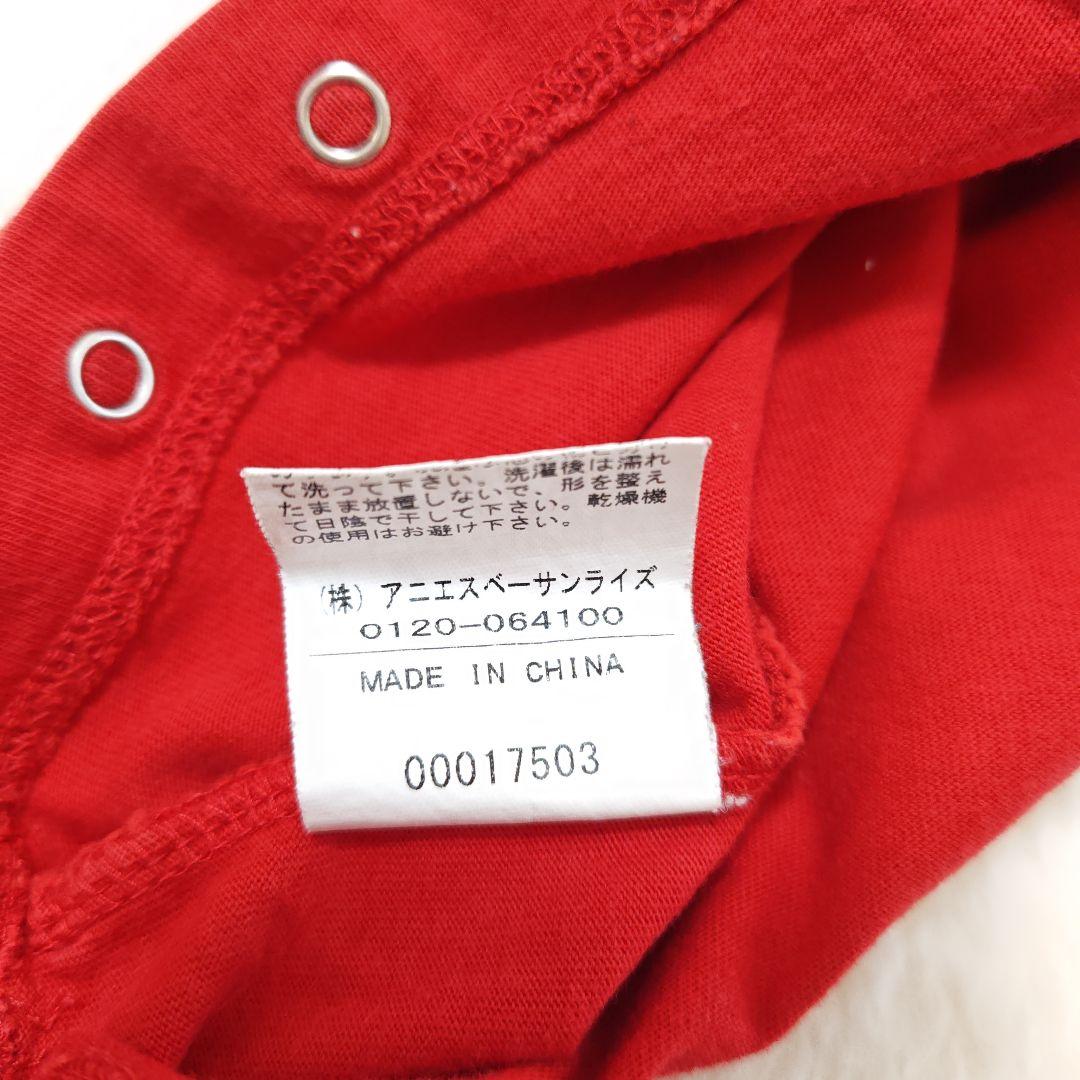 て洗って下さい。洗濯後は濡れ
たまま放置しないで、形を整え
て日陰で干して下さい。乾燥機
の使用はお避け下さい。
(株) アニエスベーサンライズ
0120-064100
MADE IN CHINA
00017503